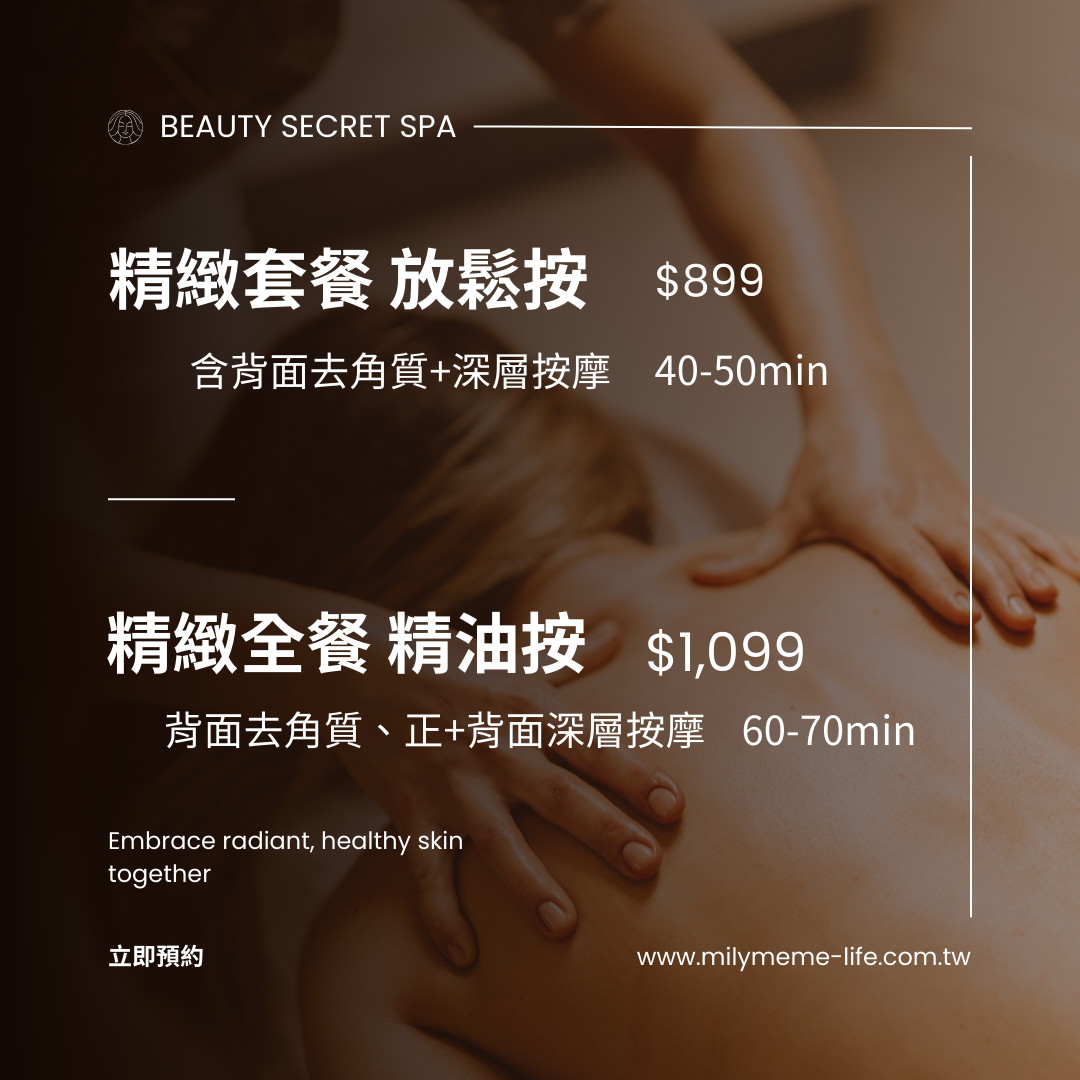 BEAUTY SECRET SPA
精緻套餐 放鬆按 $899
含背面去角質+深層按摩 40-50min
精緻全餐 精油按 $1,099
背面去角質、正+背面深層按摩 60-70min
Embrace radiant, healthy skin
together
立即預約 www.milymeme-life.com.tw